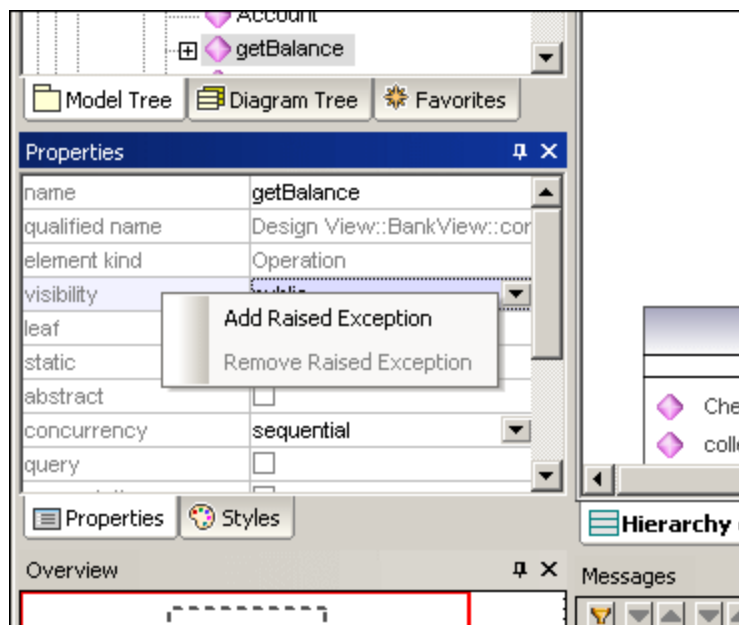 Account
getBalance
Model Tree Diagram Tree Favorites
Properties
name getBalance
qualified name Design View::BankView::cor
element kind Operation
visibility public
leaf
Add Raised Exception
static
Remove Raised Exception
abstract
concurrency sequential
query
Properties Styles
Hierarchy
Overview
Messages
Che
colle